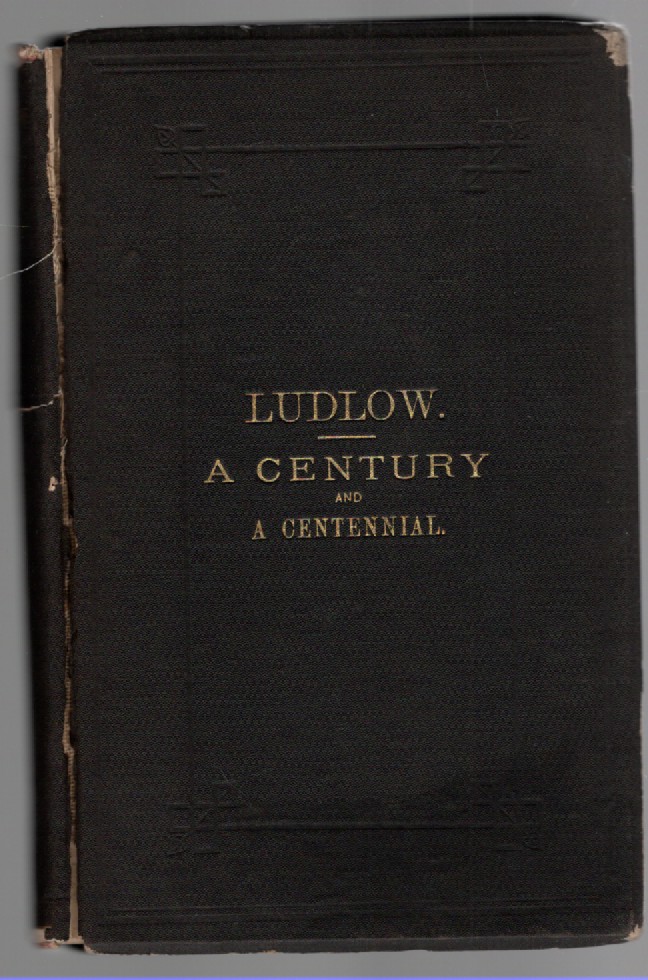 LUDLOW.
A CENTURY
AND
A CENTENNIAL.